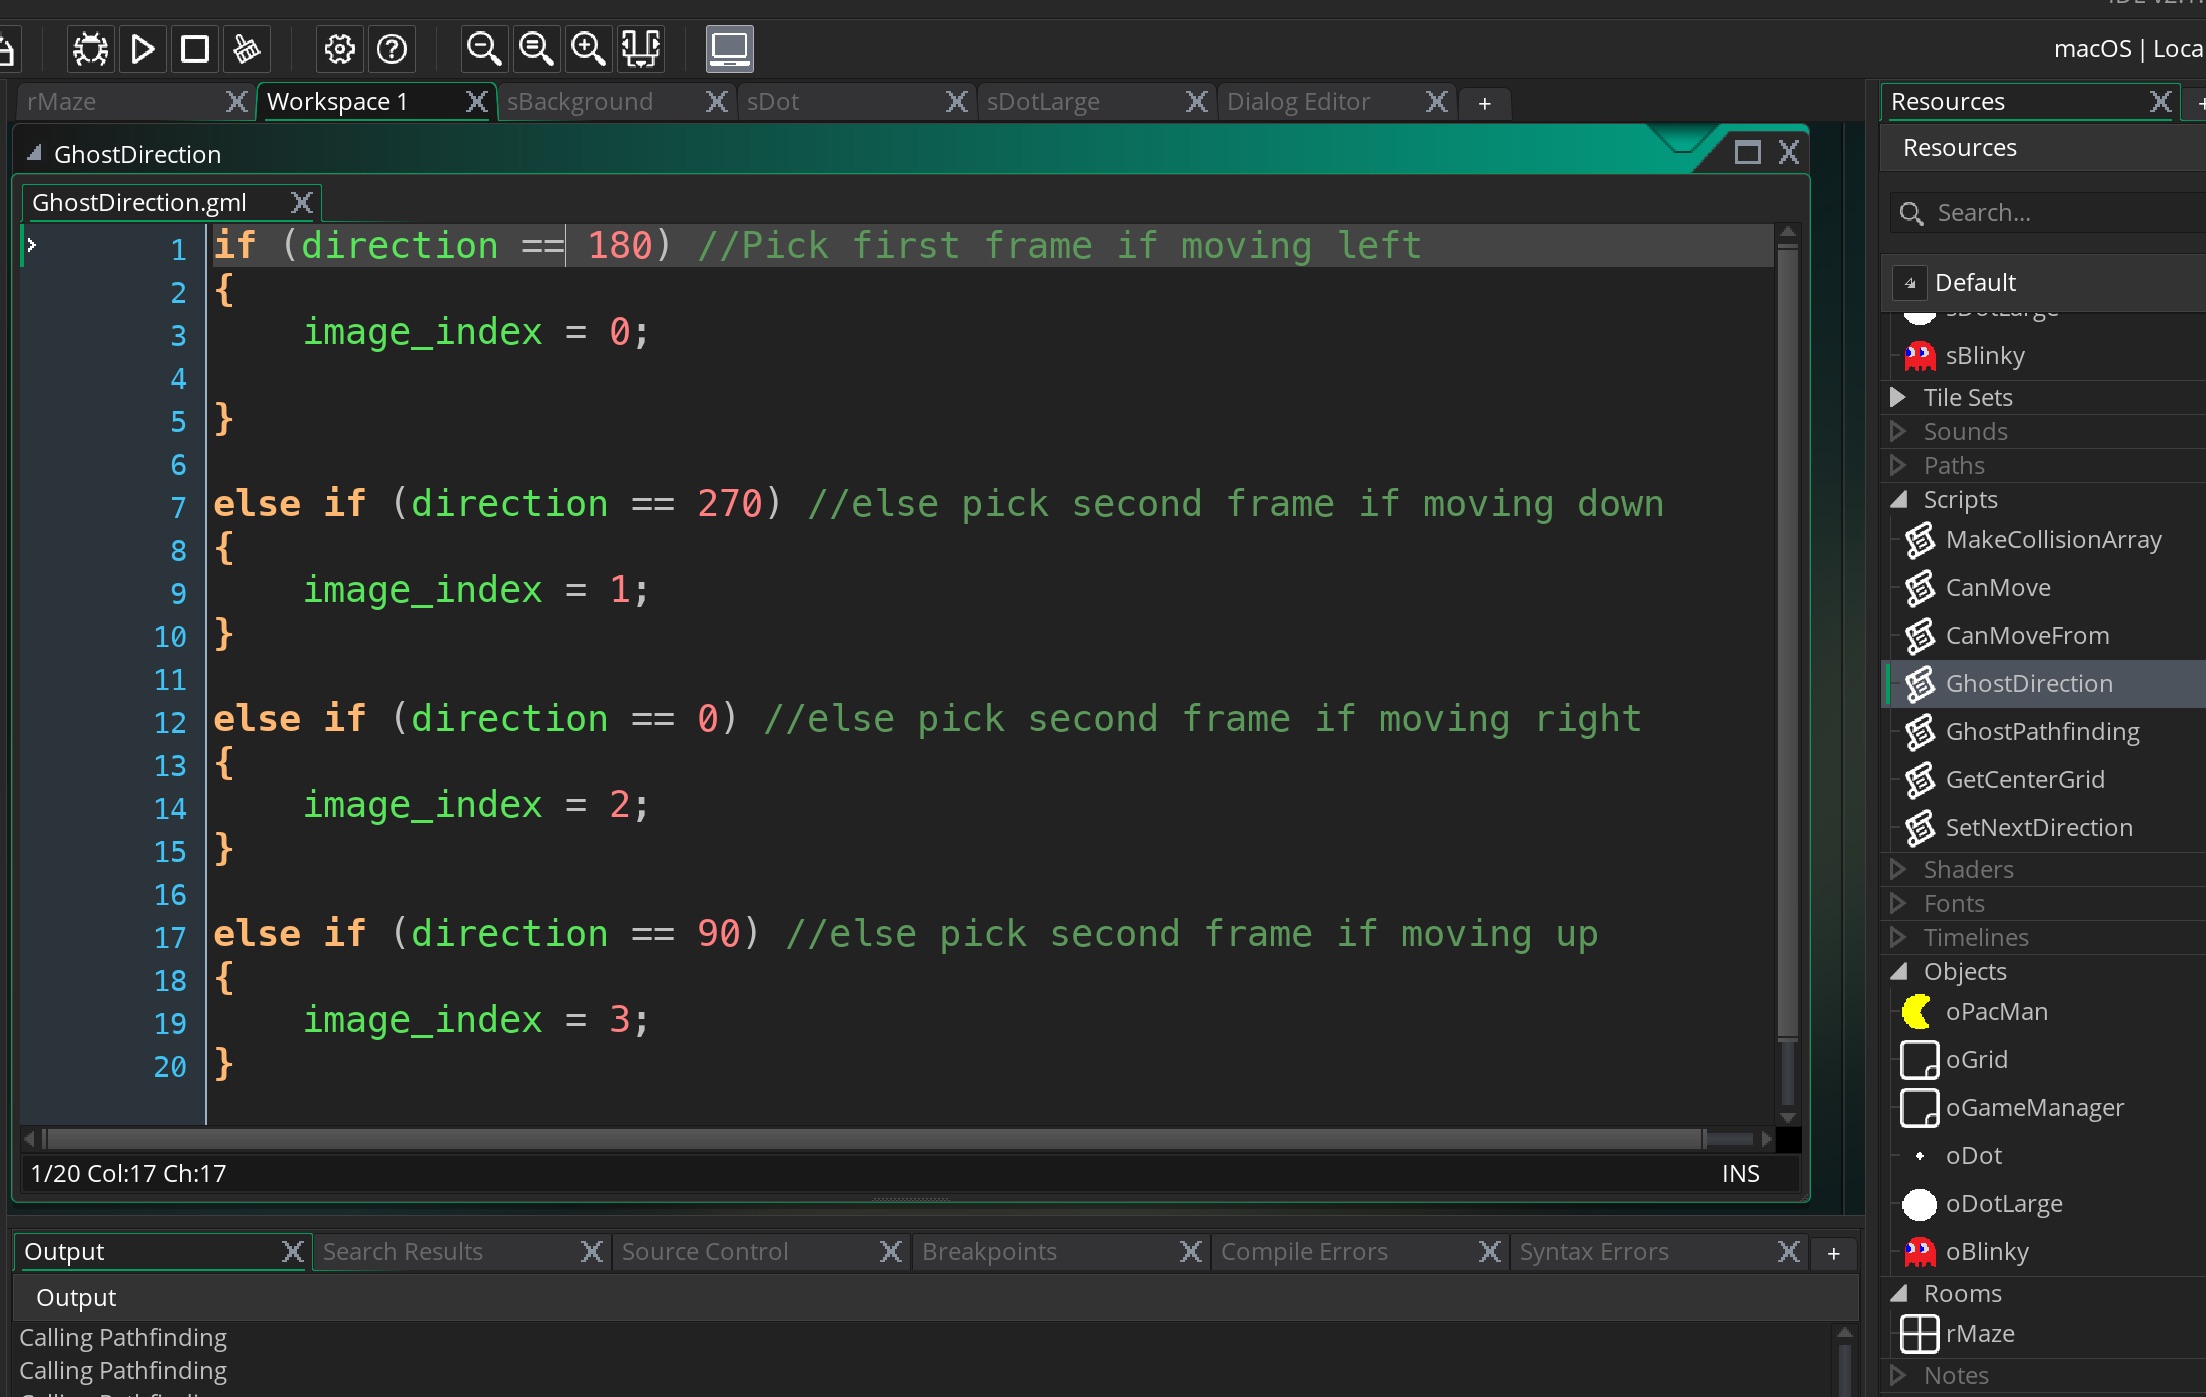 macOS | Loca
rMaze
Workspace 1
sBackground
sDot
sDotLarge
Dialog Editor
+
Resources
GhostDirection
Resources
GhostDirection.gml
Search...
1 if (direction == 180) //Pick first frame if moving left
2 {
3 image_index = 0;
4
5 }
6
7 else if (direction == 270) //else pick second frame if moving down
8 {
9 image_index = 1;
10 }
11
12 else if (direction == 0) //else pick second frame if moving right
13 {
14 image_index = 2;
15 }
16
17 else if (direction == 90) //else pick second frame if moving up
18 {
19 image_index = 3;
20 }
1/20 Col:17 Ch:17
INS
Default
sDotLarge
sBlinky
Tile Sets
Sounds
Paths
Scripts
MakeCollisionArray
CanMove
CanMoveFrom
GhostDirection
GhostPathfinding
GetCenterGrid
SetNextDirection
Shaders
Fonts
Timelines
Objects
oPacMan
oGrid
oGameManager
oDot
oDotLarge
oBlinky
Rooms
rMaze
Notes
Output
Search Results
Source Control
Breakpoints
Compile Errors
Syntax Errors
+
Output
Calling Pathfinding
Calling Pathfinding